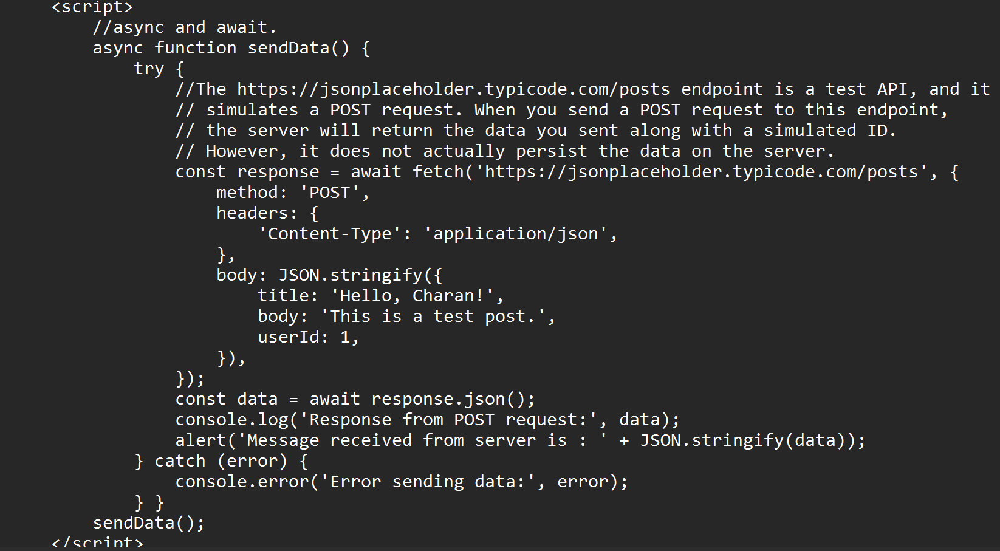 <script>
//async and await.
async function sendData() {
try {
//The https://jsonplaceholder.typicode.com/posts endpoint is a test API, and it
// simulates a POST request. When you send a POST request to this endpoint,
// the server will return the data you sent along with a simulated ID.
// However, it does not actually persist the data on the server.
const response = await fetch('https://jsonplaceholder.typicode.com/posts', {
method: 'POST',
headers: {
'Content-Type': 'application/json',
},
body: JSON.stringify({
title: 'Hello, Charan!',
body: 'This is a test post.',
userId: 1,
}),
});
const data = await response.json();
console.log('Response from POST request:', data);
alert('Message received from server is : ' + JSON.stringify(data));
} catch (error) {
console.error('Error sending data:', error);
} }
sendData();
</script>